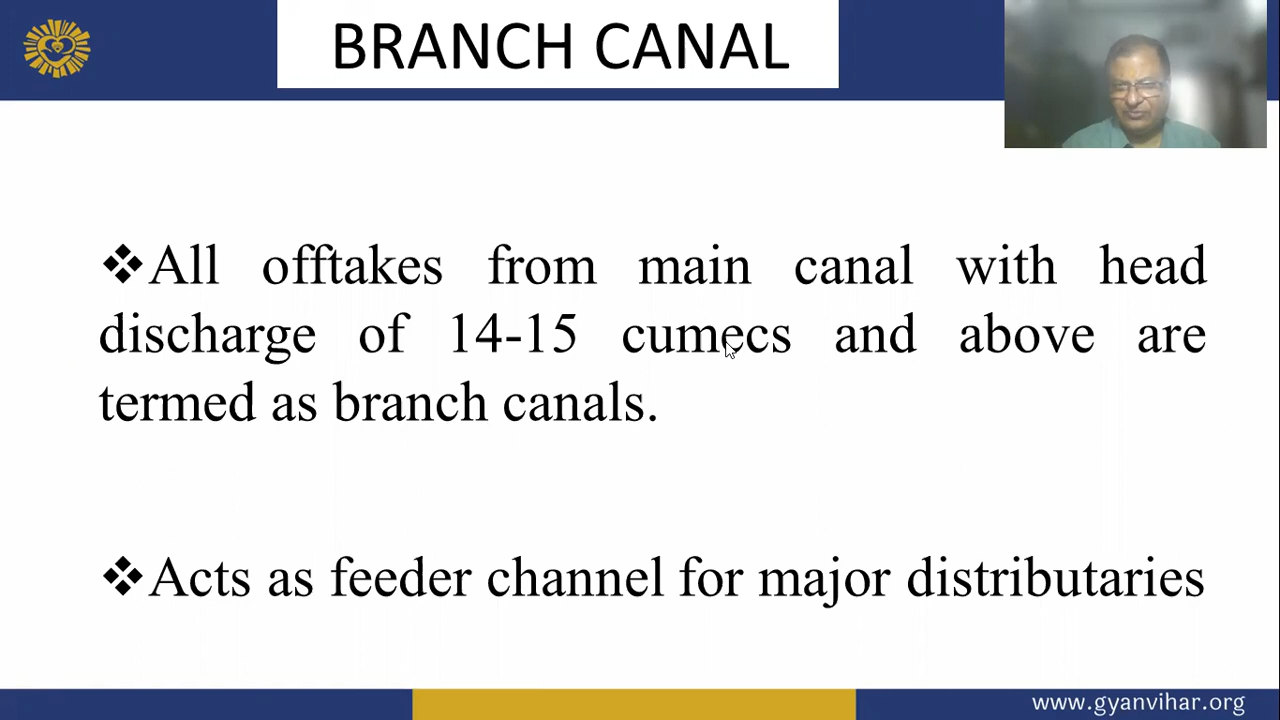 BRANCH CANAL
❖All offtakes from main canal with head
discharge of 14-15 cumecs and above are
termed as branch canals.
❖Acts as feeder channel for major distributaries
www.gyanvihar.org